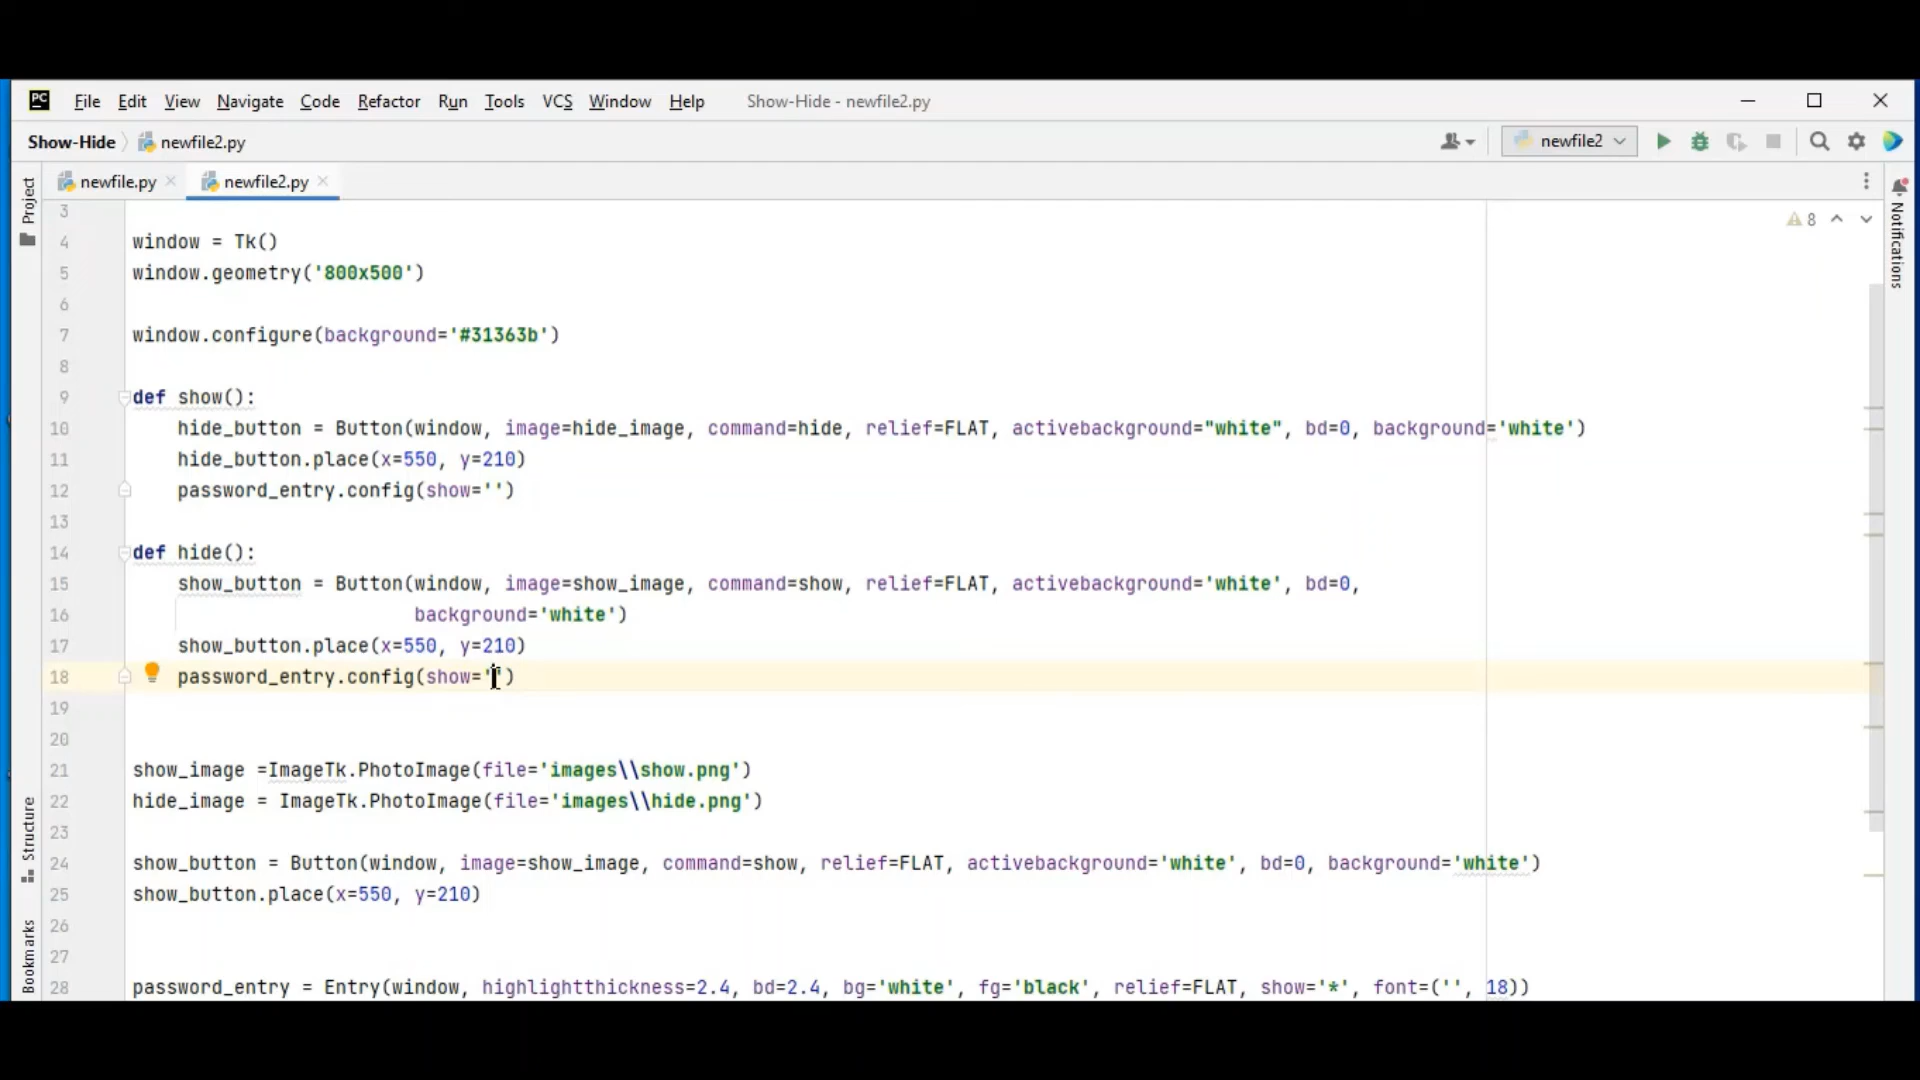 PC File Edit View Navigate Code Refactor Run Tools VCS Window Help Show-Hide - newfile2.py
Show-Hide newfile2.py newfile2
newfile.py newfile2.py
Project
Notifications
Structure
Bookmarks
8
3
4 window = Tk()
5 window.geometry('800x500')
6
7 window.configure(background='#31363b')
8
9 def show():
10 hide_button = Button(window, image=hide_image, command=hide, relief=FLAT, activebackground="white", bd=0, background='white')
11 hide_button.place(x=550, y=210)
12 password_entry.config(show='')
13
14 def hide():
15 show_button = Button(window, image=show_image, command=show, relief=FLAT, activebackground='white', bd=0,
16 background='white')
17 show_button.place(x=550, y=210)
18 password_entry.config(show='')
19
20
21 show_image =ImageTk.PhotoImage(file='images\\show.png')
22 hide_image = ImageTk.PhotoImage(file='images\\hide.png')
23
24 show_button = Button(window, image=show_image, command=show, relief=FLAT, activebackground='white', bd=0, background='white')
25 show_button.place(x=550, y=210)
26
27
28 password_entry = Entry(window, highlightthickness=2.4, bd=2.4, bg='white', fg='black', relief=FLAT, show='*', font=('', 18))